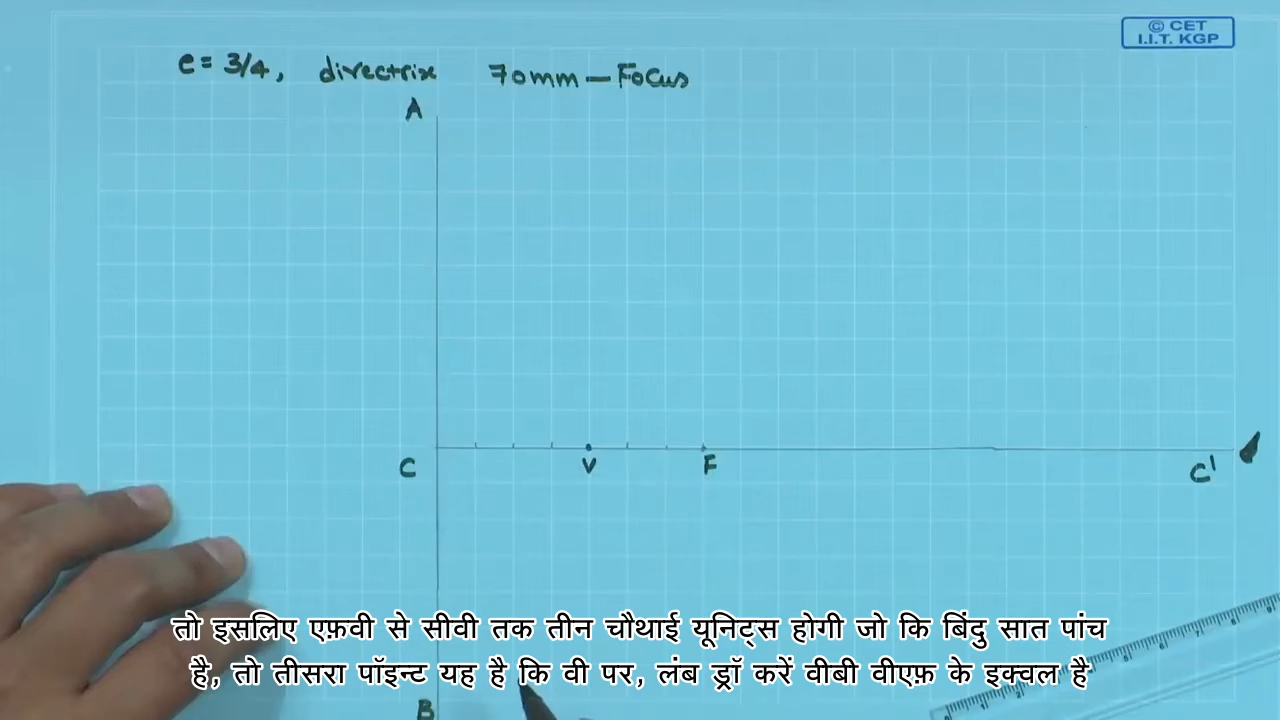 © CET
I.I.T. KGP
e = 3/4, directrix 70mm — Focus
A
C V F C'
तो इसलिए एफ़वी से सीवी तक तीन चौथाई यूनिट्स होगी जो कि बिंदु सात पांच
है, तो तीसरा पॉइन्ट यह है कि वी पर, लंब ड्रॉ करें वीबी वीएफ़ के इक्वल है
B